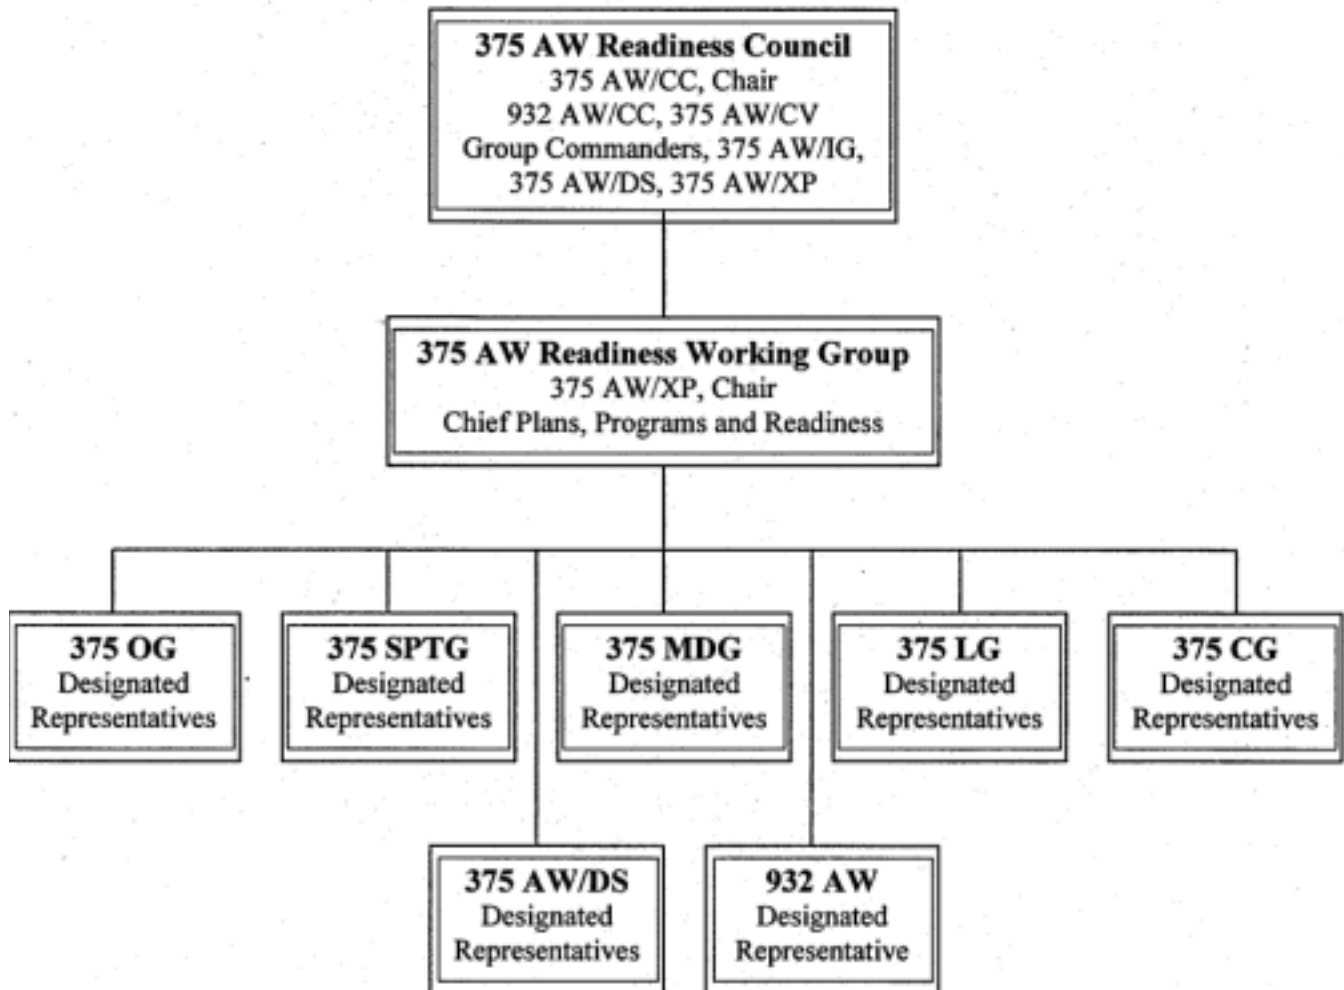 375 AW Readiness Council
375 AW/CC, Chair
932 AW/CC, 375 AW/CV
Group Commanders, 375 AW/IG,
375 AW/DS, 375 AW/XP
375 AW Readiness Working Group
375 AW/XP, Chair
Chief Plans, Programs and Readiness
375 OG
Designated
Representatives
375 SPTG
Designated
Representatives
375 MDG
Designated
Representatives
375 LG
Designated
Representatives
375 CG
Designated
Representatives
375 AW/DS
Designated
Representatives
932 AW
Designated
Representative